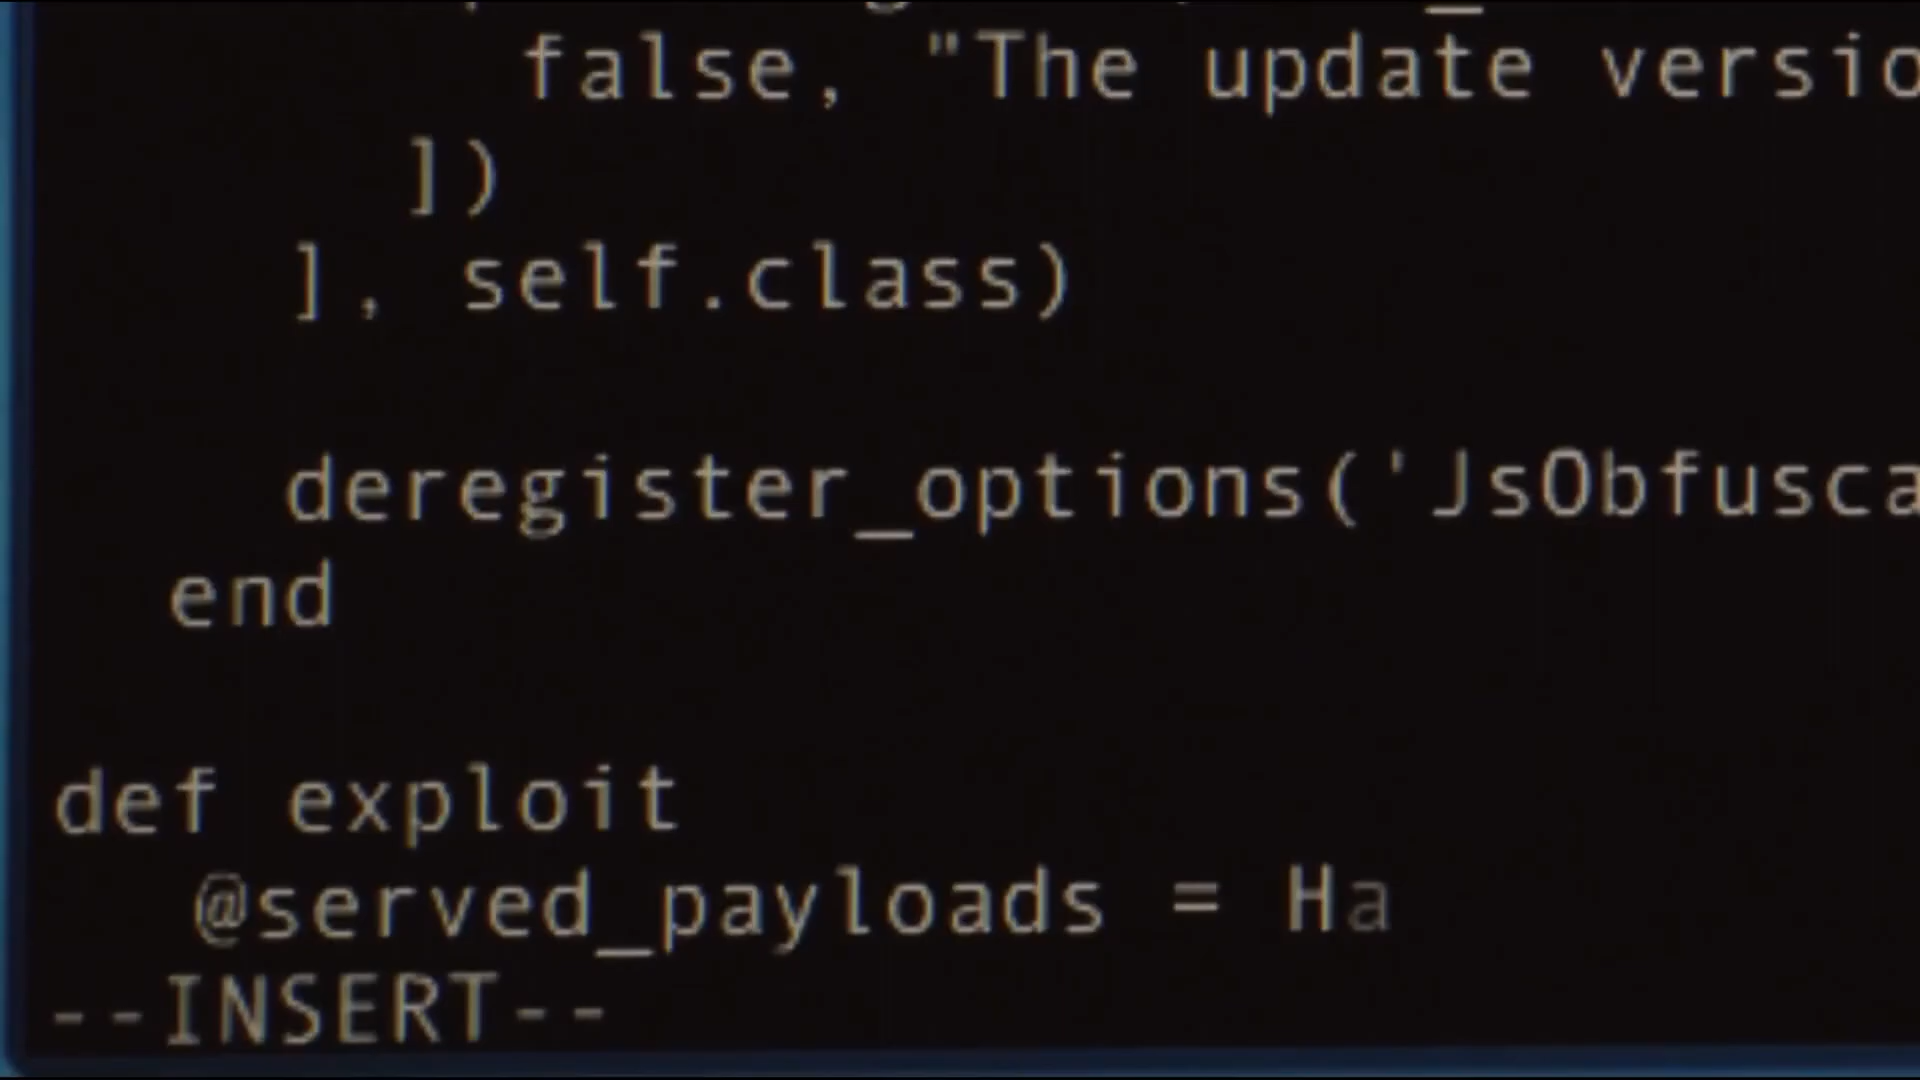 false, "The update versio
])
], self.class)
deregister_options('JsObfusca
end
def exploit
@served_payloads = Ha
--INSERT--